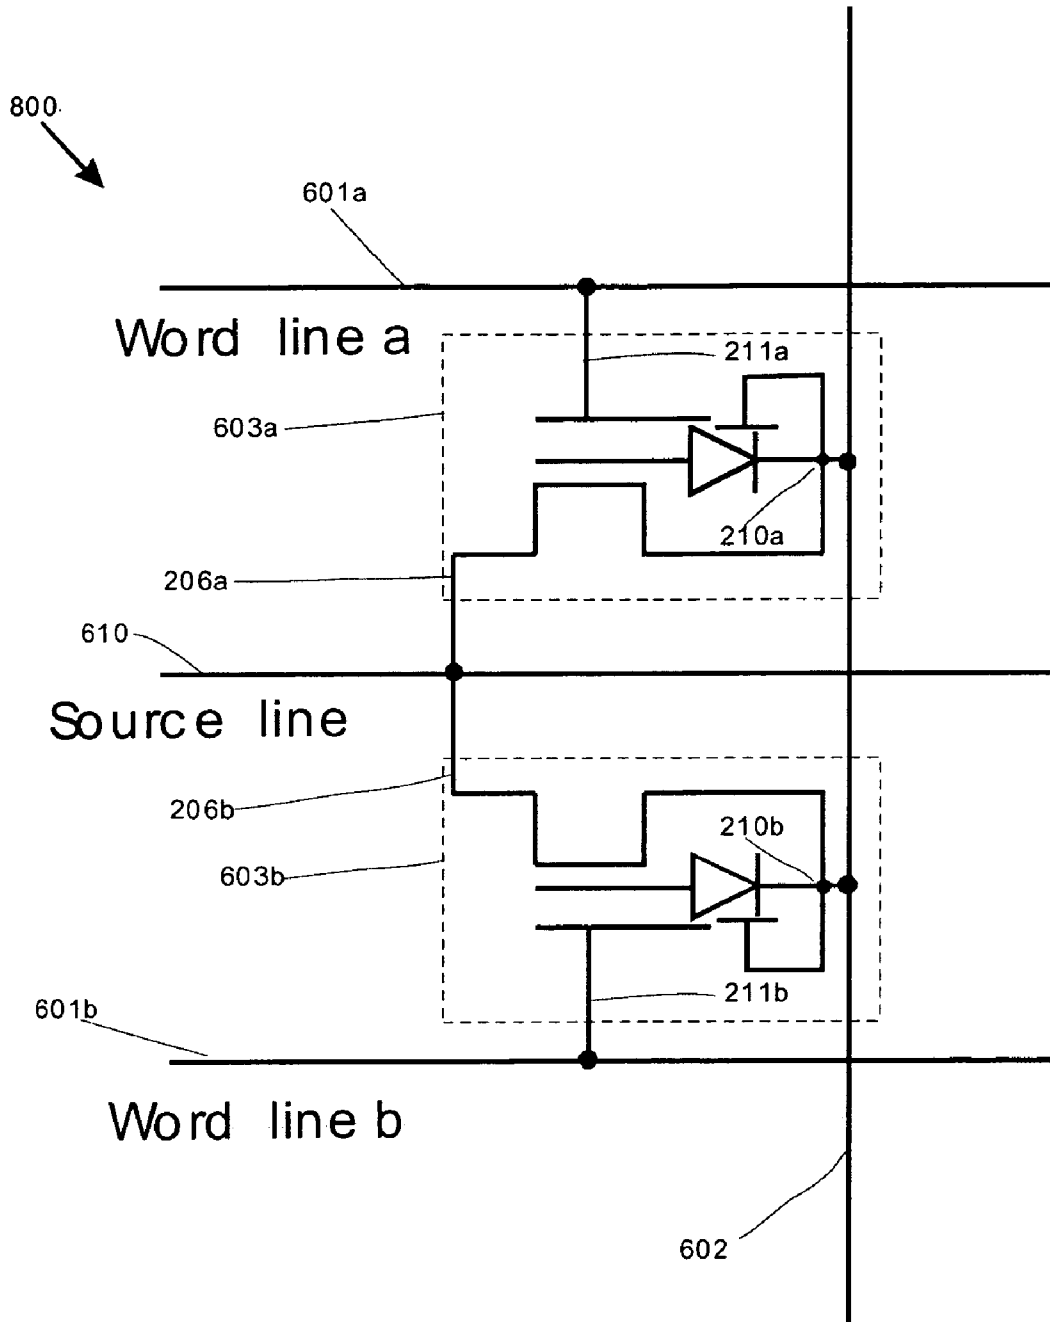 800
601a
Word line a
211a
603a
210a
206a
610
Source line
206b
210b
603b
211b
601b
Word line b
602